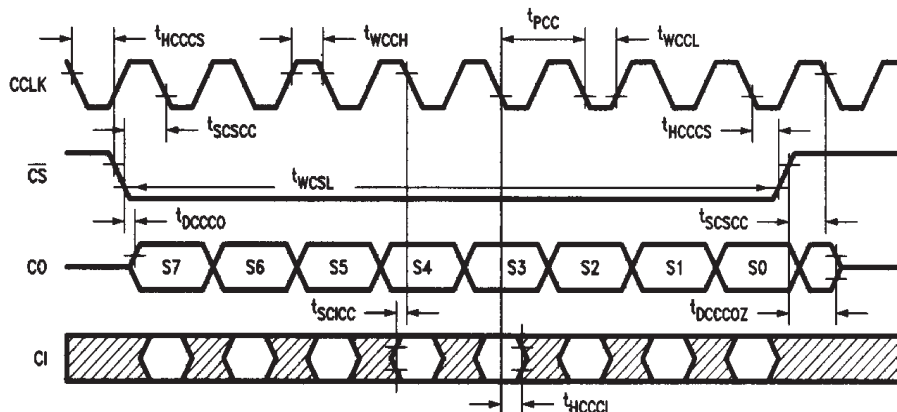 tHCCCS
tWCCH
tPCC
tWCCL
CCLK
tSCSCC
tHCCCS
CS
tWCSL
tDCCCO
tSCSCC
CO
S7 S6 S5 S4 S3 S2 S1 S0
tSCICC
tDCCCOZ
CI
tHCCCI